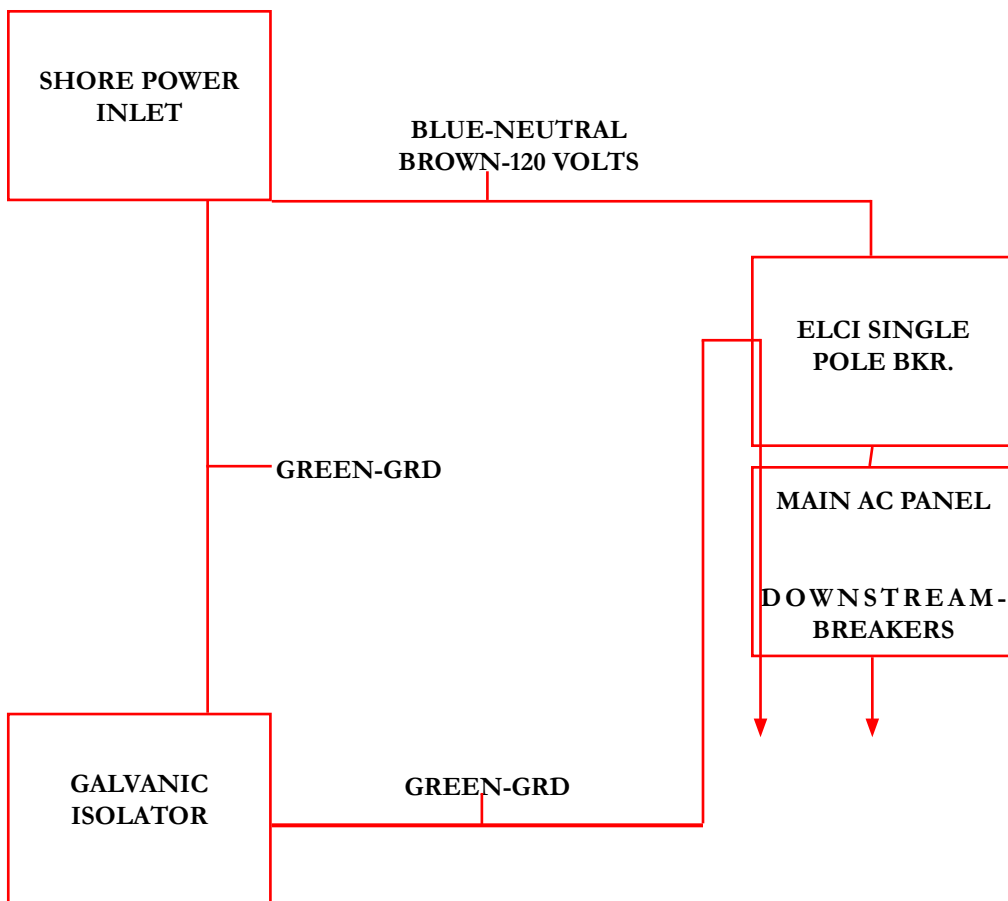 SHORE POWER
INLET
BLUE-NEUTRAL
BROWN-120 VOLTS
ELCI SINGLE
POLE BKR.
GREEN-GRD
MAIN AC PANEL
DOWNSTREAM-
BREAKERS
GALVANIC
ISOLATOR
GREEN-GRD